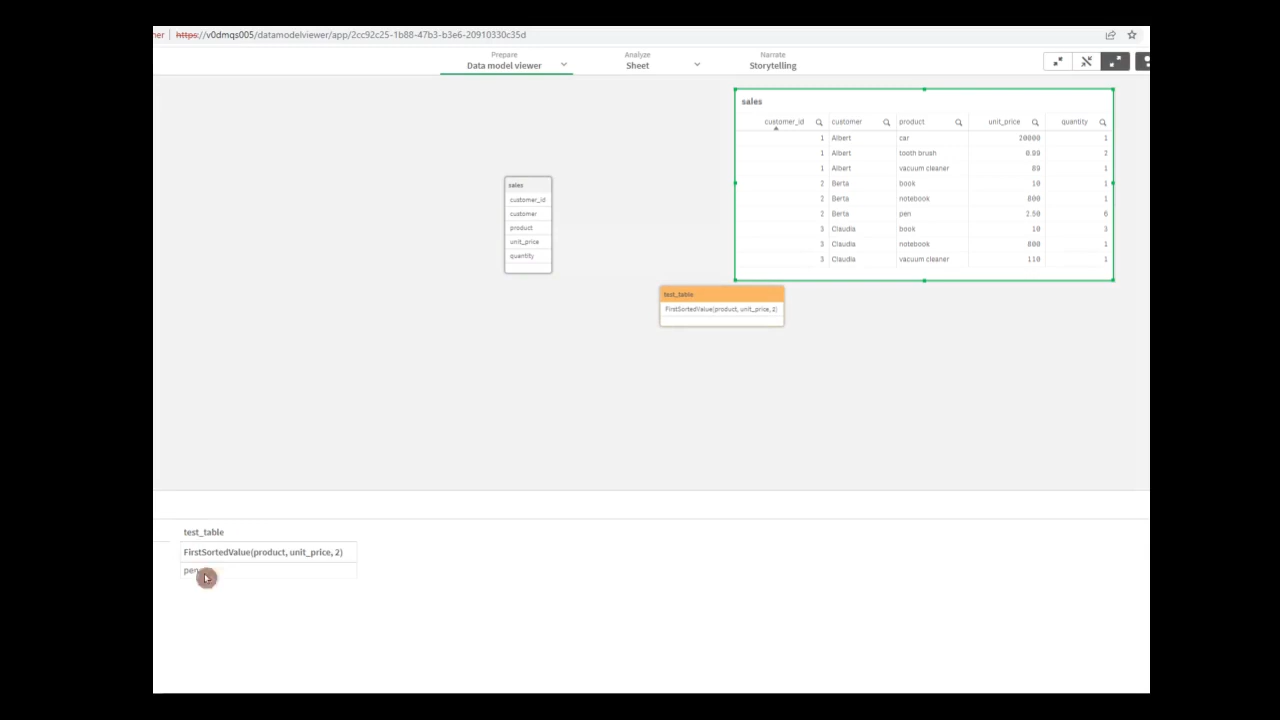 ner https://v0dmqs005/datamodelviewer/app/2cc92c25-1b88-47b3-b3e6-20910330c35d
Prepare Analyze Narrate
Data model viewer Sheet Storytelling
sales
customer_id customer product unit_price quantity
1 Albert car 20000 1
1 Albert tooth brush 0.99 2
1 Albert vacuum cleaner 89 1
2 Berta book 10 1
2 Berta notebook 800 1
2 Berta pen 2.50 6
3 Claudia book 10 3
3 Claudia notebook 800 1
3 Claudia vacuum cleaner 110 1
sales
customer_id
customer
product
unit_price
quantity
test_table
FirstSortedValue(product, unit_price, 2)
test_table
FirstSortedValue(product, unit_price, 2)
pen